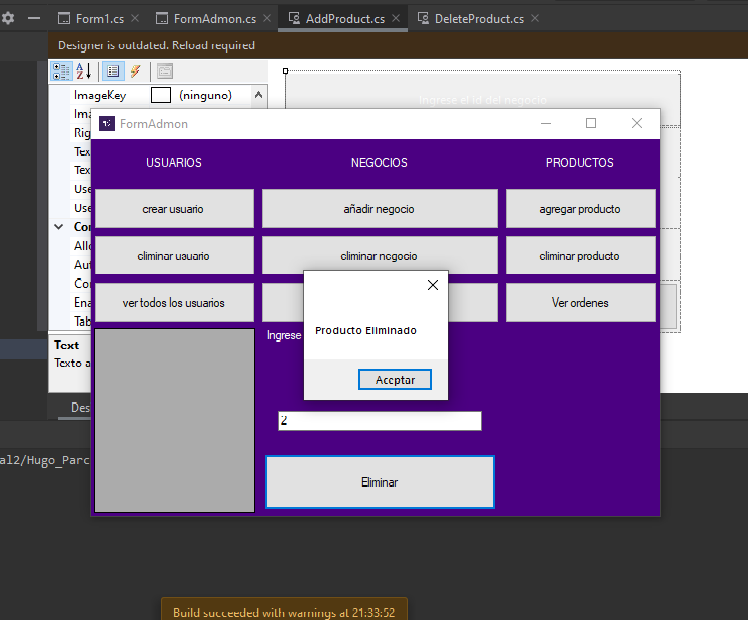 Form1.cs
FormAdmon.cs
AddProduct.cs
DeleteProduct.cs
Designer is outdated. Reload required
ImageKey
(ninguno)
Ingrese el id del negocio
Ima
Rig
Tex
Tex
Use
Use
Co
Allo
Aut
Co
Ena
Tab
Text
Texto a
Des
al2/Hugo_Parc
FormAdmon
USUARIOS
NEGOCIOS
PRODUCTOS
crear usuario
añadir negocio
agregar producto
eliminar usuario
eliminar negocio
eliminar producto
ver todos los usuarios
Ver ordenes
Ingrese
Producto Eliminado
Aceptar
2
Eliminar
Build succeeded with warnings at 21:33:52